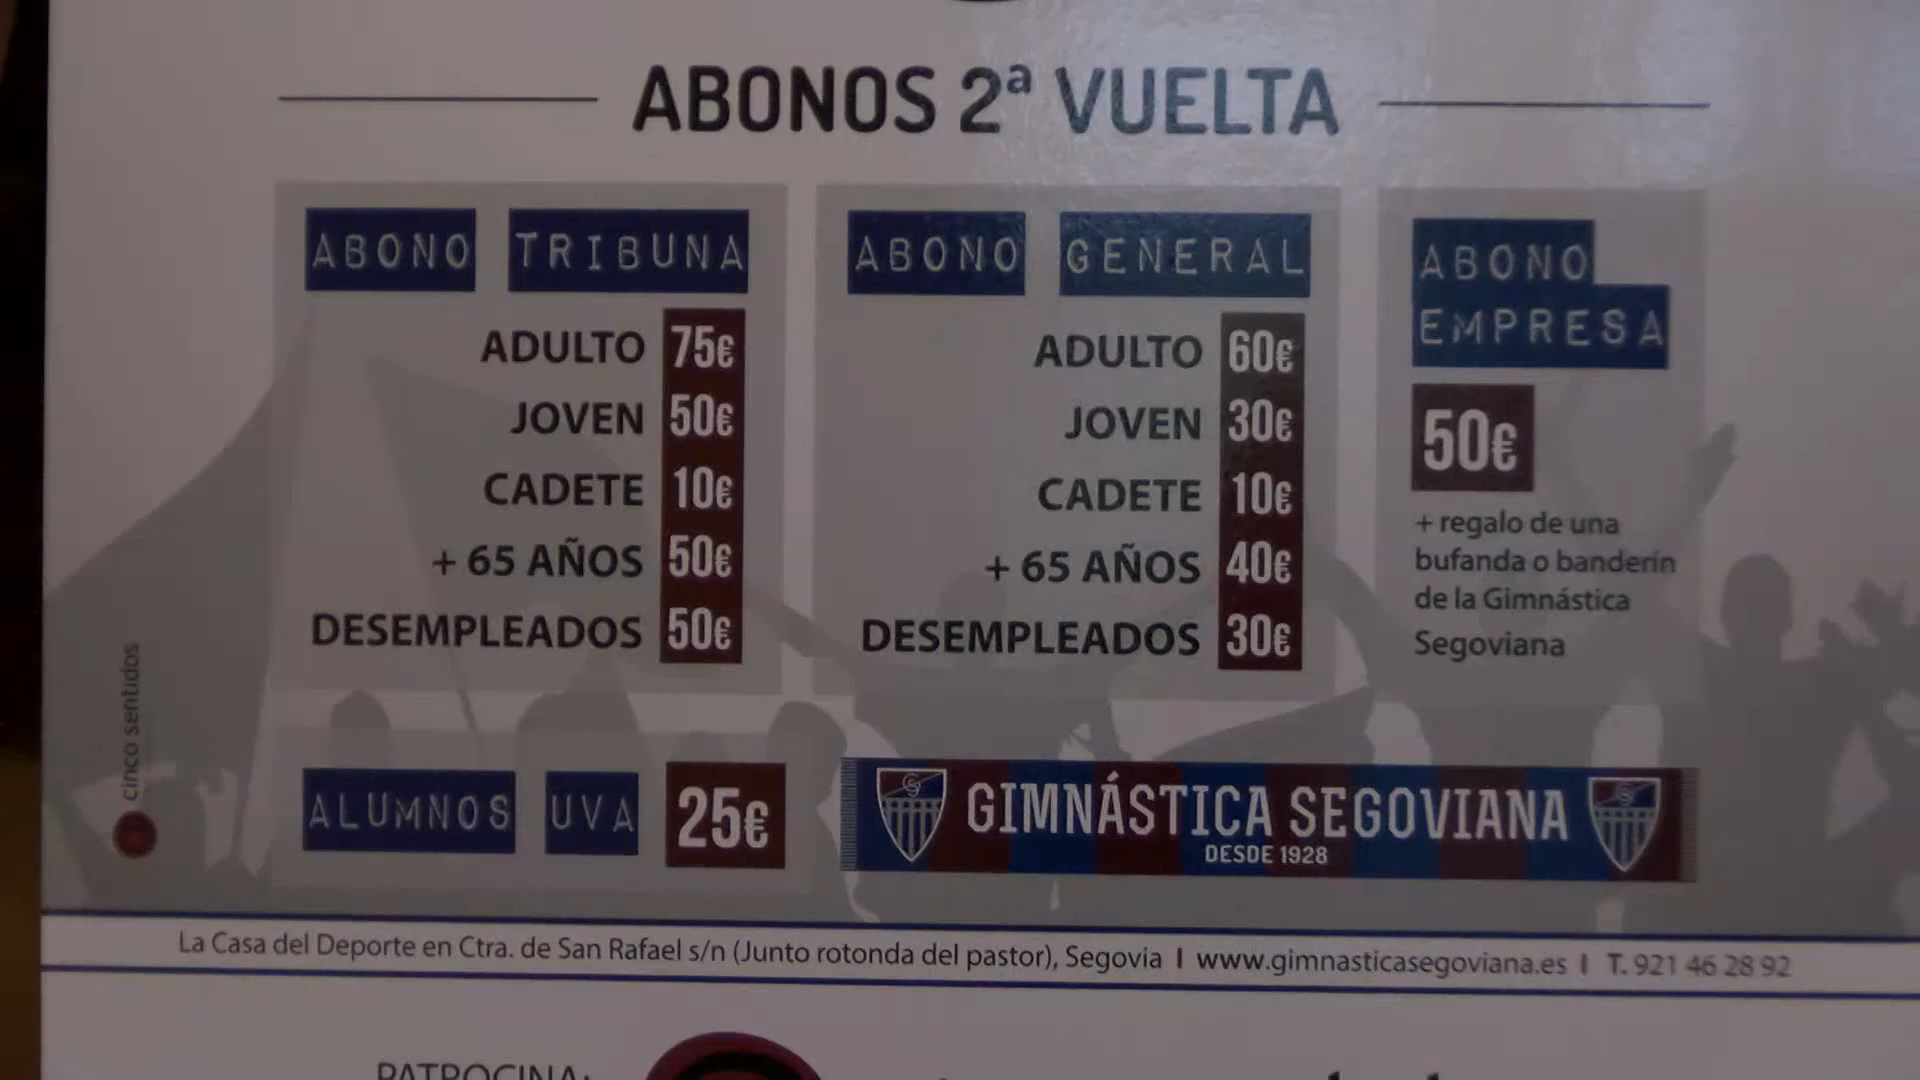 ABONOS 2ª VUELTA
ABONO TRIBUNA
ADULTO 75€
JOVEN 50€
CADETE 10€
+ 65 AÑOS 50€
DESEMPLEADOS 50€
ABONO GENERAL
ADULTO 60€
JOVEN 30€
CADETE 10€
+ 65 AÑOS 40€
DESEMPLEADOS 30€
ABONO
EMPRESA
50€
+ regalo de una
bufanda o banderín
de la Gimnástica
Segoviana
cinco sentidos
ALUMNOS UVA 25€
GIMNÁSTICA SEGOVIANA
DESDE 1928
La Casa del Deporte en Ctra. de San Rafael s/n (Junto rotonda del pastor), Segovia I www.gimnasticasegoviana.es I T. 921 46 28 92
PATROCINA: